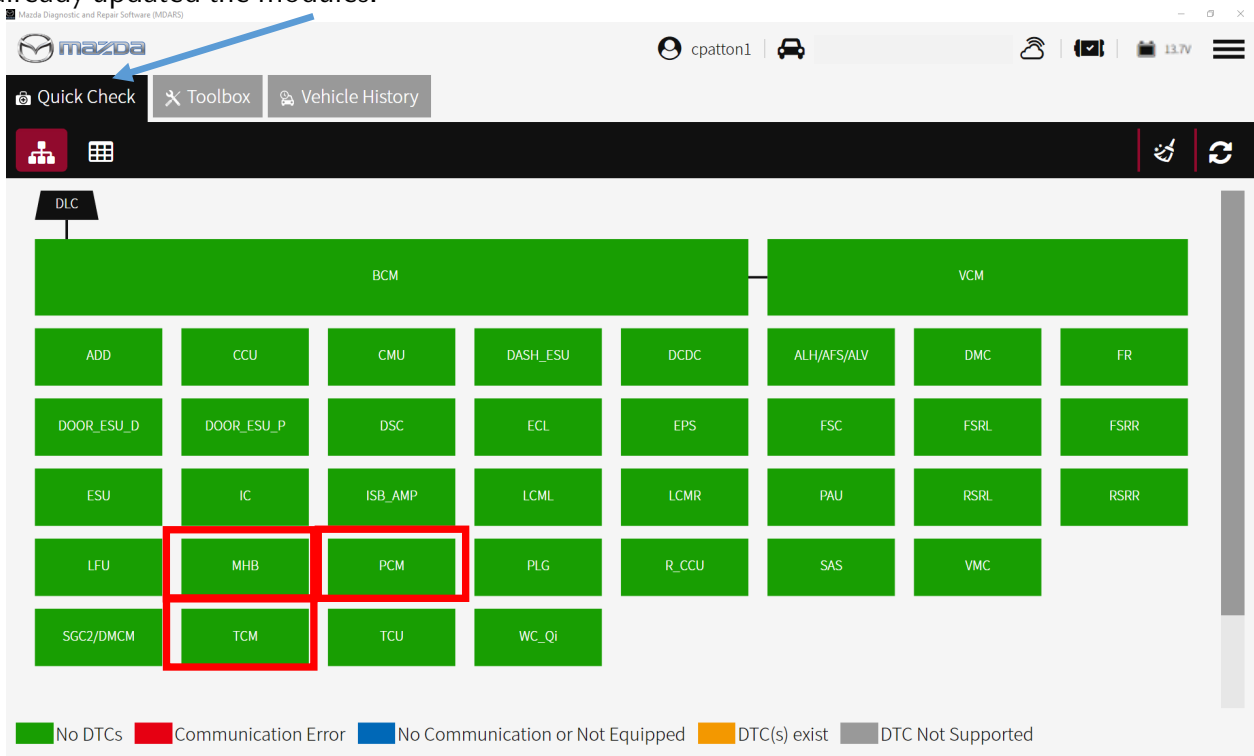 already updated the modules.
Mazda Diagnostic and Repair Software (MDARS)
mazda
cpatton1
13.7V
Quick Check
Toolbox
Vehicle History
DLC
BCM VCM
ADD CCU CMU DASH_ESU DCDC ALH/AFS/ALV DMC FR
DOOR_ESU_D DOOR_ESU_P DSC ECL EPS FSC FSRL FSRR
ESU IC ISB_AMP LCML LCMR PAU RSRL RSRR
LFU MHB PCM PLG R_CCU SAS VMC
SGC2/DMCM TCM TCU WC_Qi
No DTCs Communication Error No Communication or Not Equipped DTC(s) exist DTC Not Supported